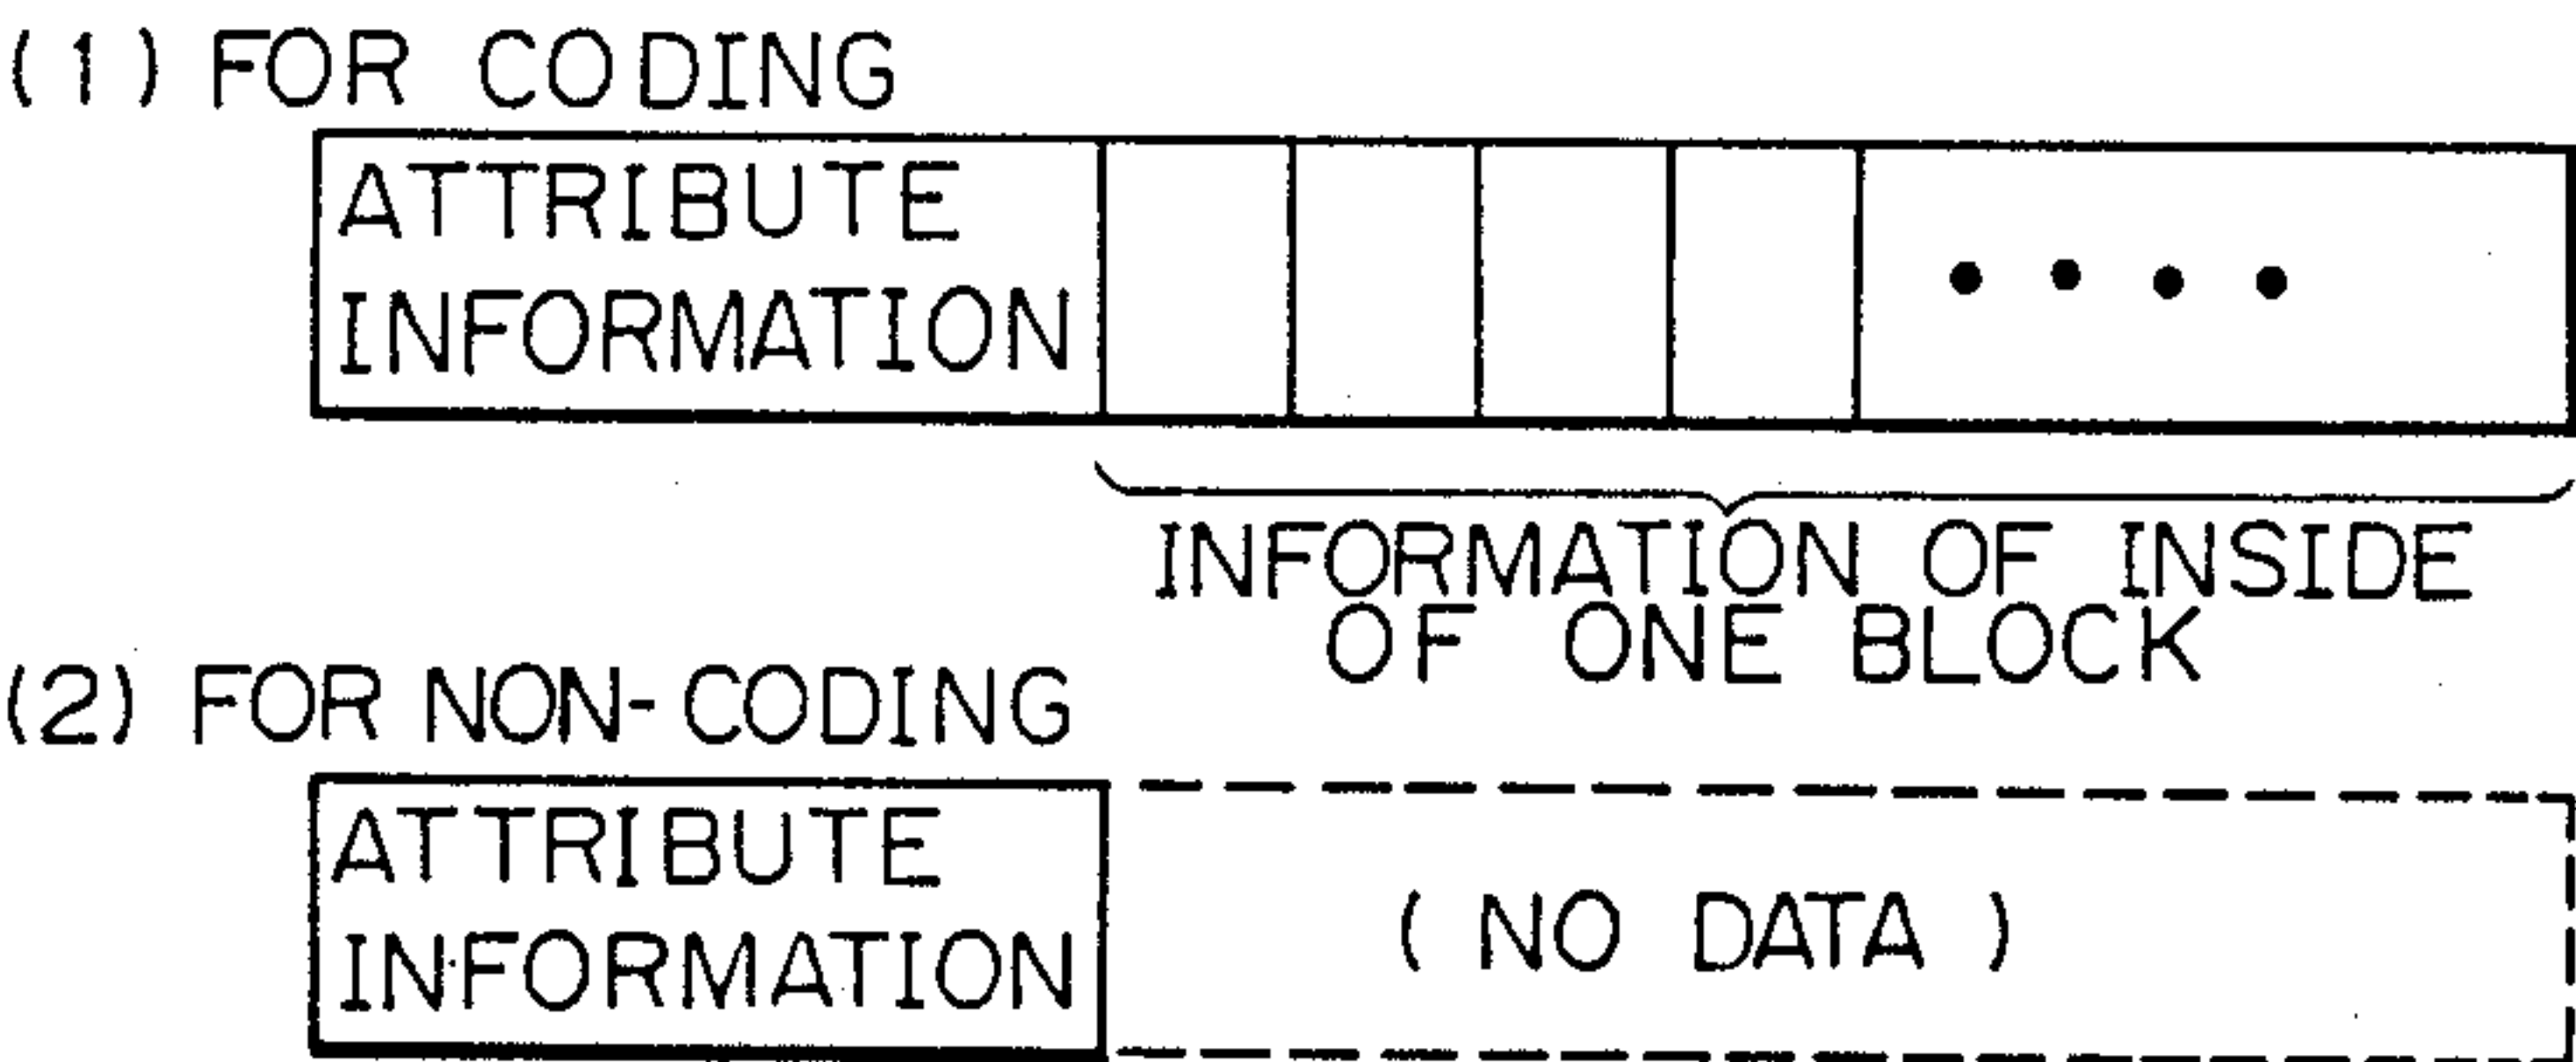 (1) FOR CODING
ATTRIBUTE
INFORMATION
• • • •
INFORMATION OF INSIDE
OF ONE BLOCK
(2) FOR NON-CODING
ATTRIBUTE
INFORMATION
( NO DATA )